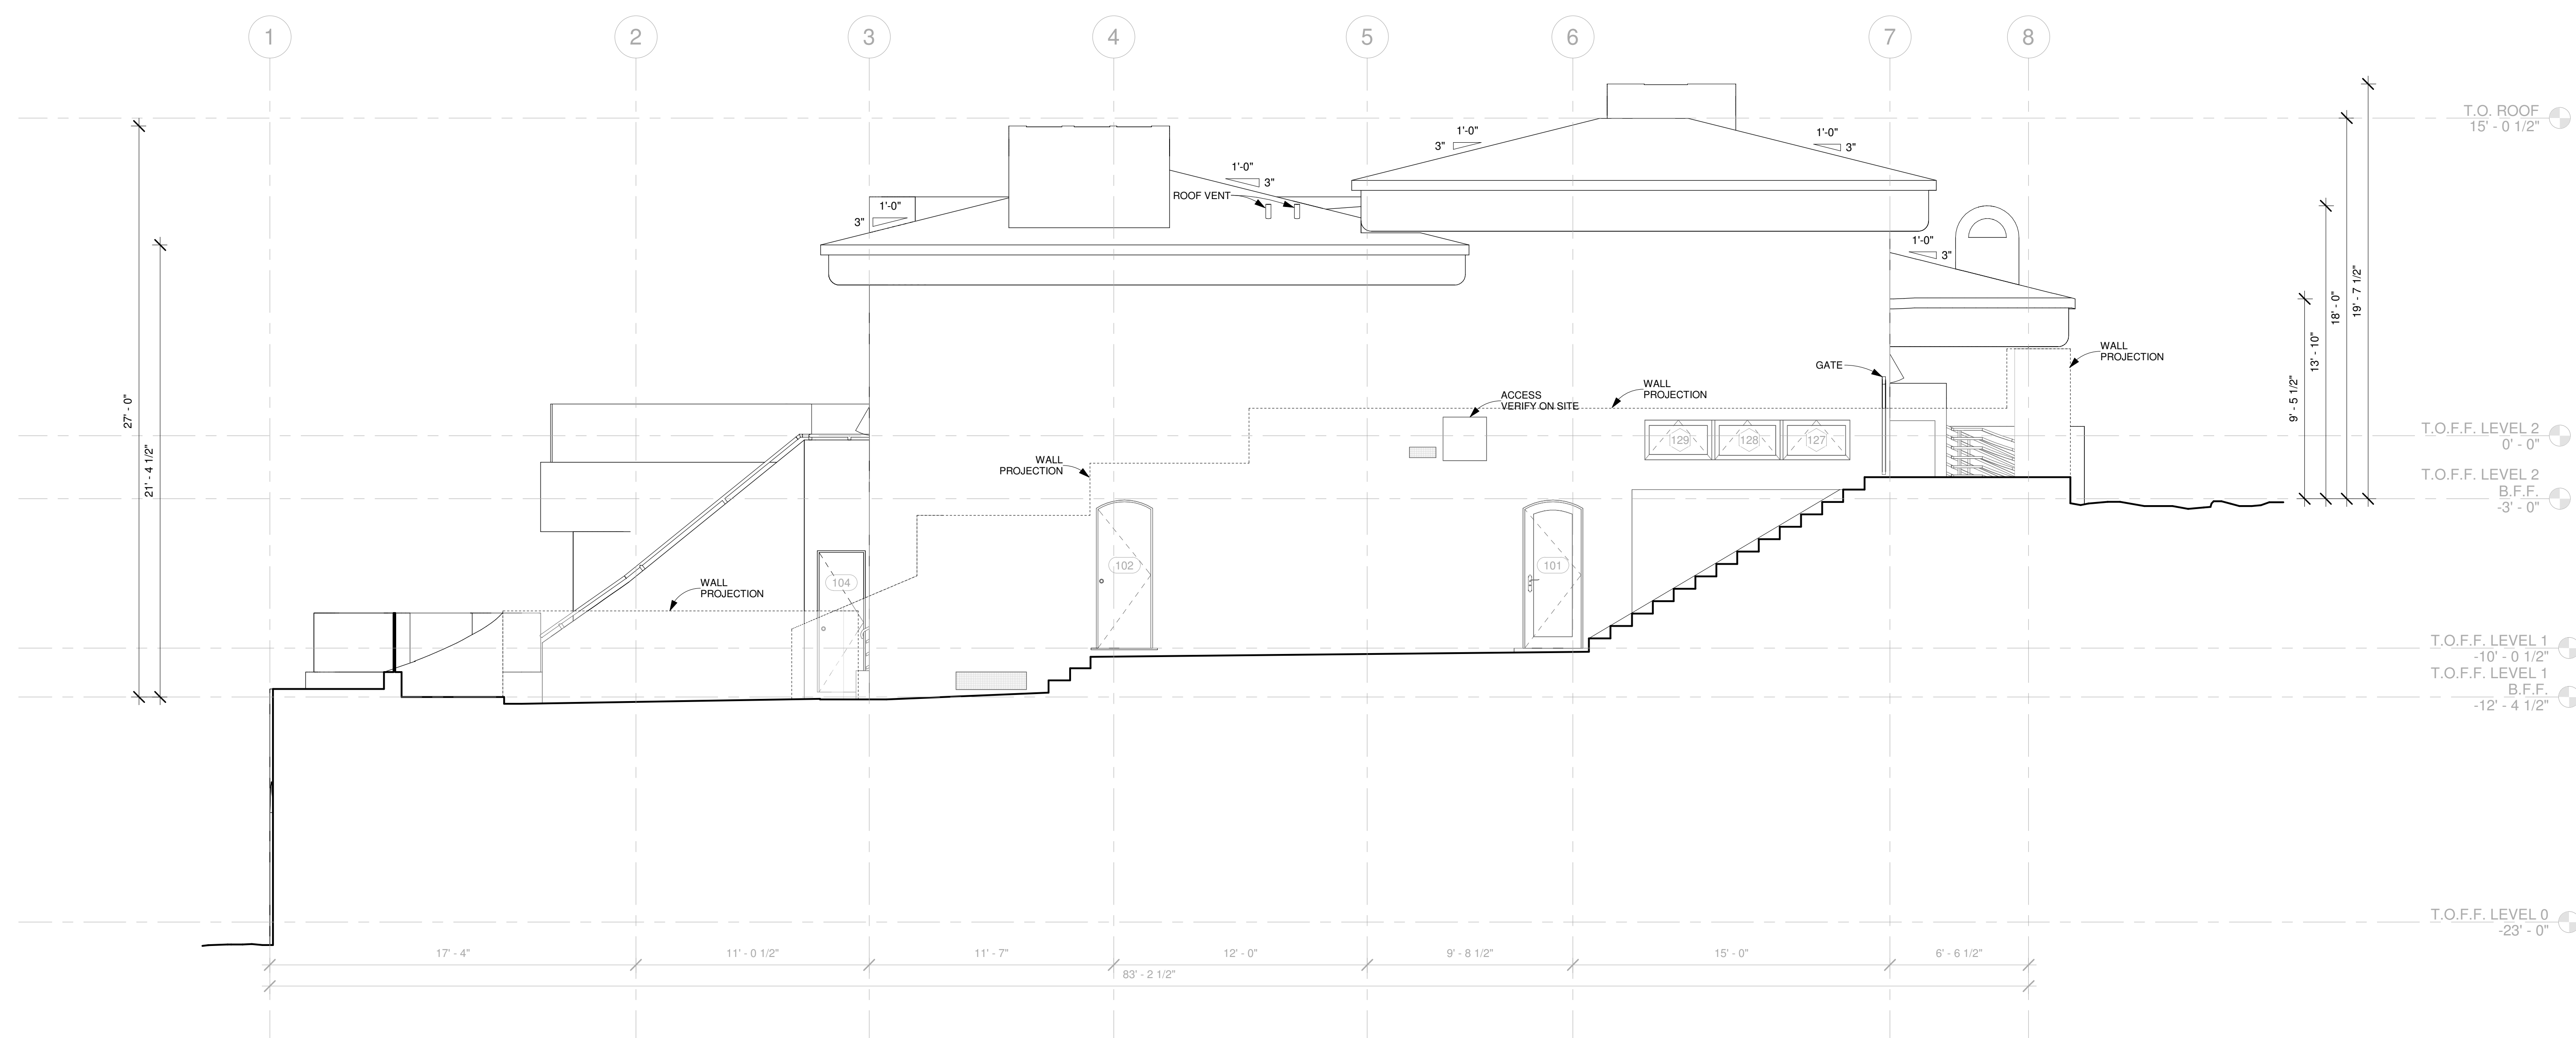 1
2
3
4
5
6
7
8
T.O. ROOF
15' - 0 1/2"
1'-0"
3"
1'-0"
3"
1'-0"
3"
ROOF VENT
1'-0"
3"
1'-0"
3"
27' - 0"
21' - 4 1/2"
9' - 5 1/2"
13' - 10"
18' - 0"
19' - 7 1/2"
WALL
PROJECTION
GATE
WALL
PROJECTION
ACCESS
VERIFY ON SITE
129
128
127
T.O.F.F. LEVEL 2
0' - 0"
WALL
PROJECTION
T.O.F.F. LEVEL 2
B.F.F.
-3' - 0"
102
101
104
WALL
PROJECTION
T.O.F.F. LEVEL 1
-10' - 0 1/2"
T.O.F.F. LEVEL 1
B.F.F.
-12' - 4 1/2"
T.O.F.F. LEVEL 0
-23' - 0"
17' - 4"
11' - 0 1/2"
11' - 7"
12' - 0"
9' - 8 1/2"
15' - 0"
6' - 6 1/2"
83' - 2 1/2"